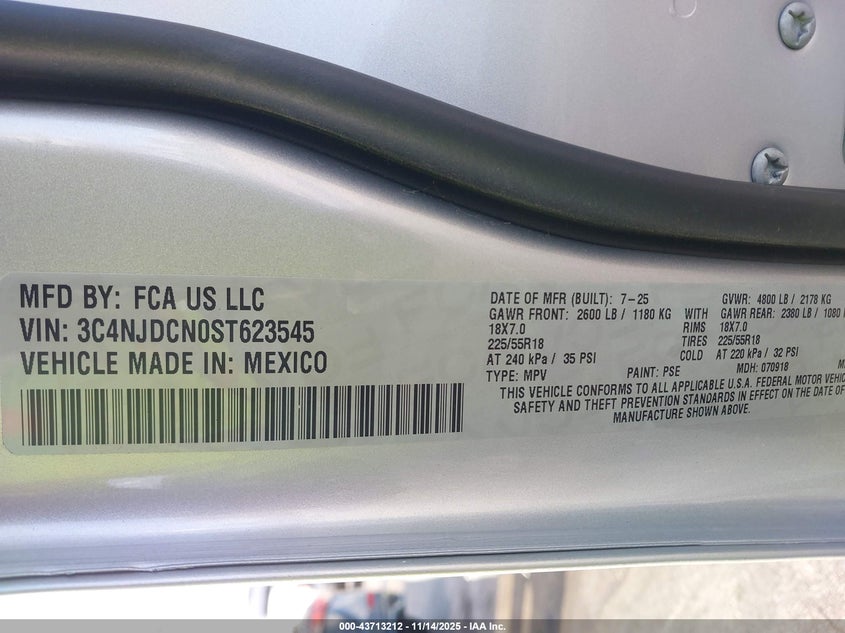 MFD BY: FCA US LLC
VIN: 3C4NJDCN0ST623545
VEHICLE MADE IN: MEXICO
DATE OF MFR (BUILT): 7-25 GVWR: 4800 LB / 2178 KG
GAWR FRONT: 2600 LB / 1180 KG WITH GAWR REAR: 2380 LB / 1080
18X7.0 RIMS 18X7.0
225/55R18 TIRES 225/55R18
AT 240 kPa / 35 PSI COLD AT 220 kPa / 32 PSI
TYPE: MPV PAINT: PSE MDH: 070918
THIS VEHICLE CONFORMS TO ALL APPLICABLE U.S.A. FEDERAL MOTOR
SAFETY AND THEFT PREVENTION STANDARDS IN EFFECT ON THE DATE OF
MANUFACTURE SHOWN ABOVE.
000-43713212 - 11/14/2025 - IAA Inc.